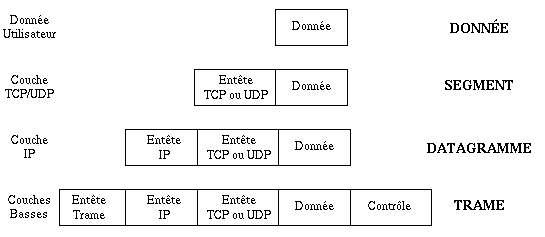 Donnée
Utilisateur
Donnée
DONNÉE
Couche
TCP/UDP
Entête
TCP ou UDP
Donnée
SEGMENT
Couche
IP
Entête
IP
Entête
TCP ou UDP
Donnée
DATAGRAMME
Couches
Basses
Entête
Trame
Entête
IP
Entête
TCP ou UDP
Donnée
Contrôle
TRAME